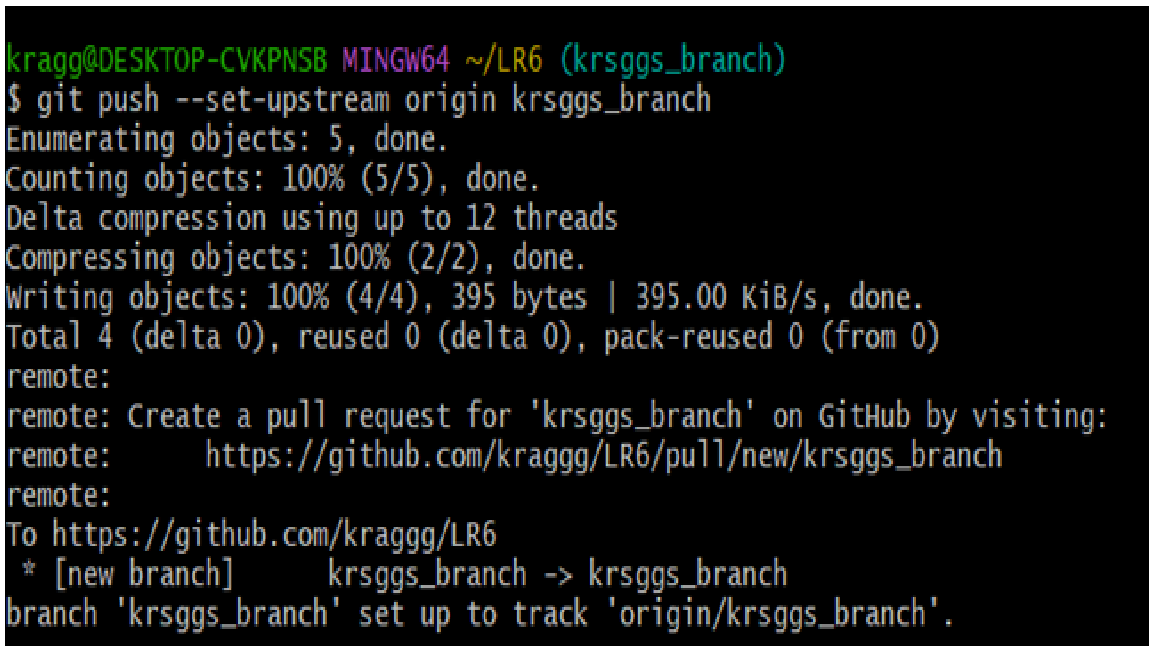 kragg@DESKTOP-CVKPNSB MINGW64 ~/LR6 (krsggs_branch)
$ git push --set-upstream origin krsggs_branch
Enumerating objects: 5, done.
Counting objects: 100% (5/5), done.
Delta compression using up to 12 threads
Compressing objects: 100% (2/2), done.
Writing objects: 100% (4/4), 395 bytes | 395.00 KiB/s, done.
Total 4 (delta 0), reused 0 (delta 0), pack-reused 0 (from 0)
remote:
remote: Create a pull request for 'krsggs_branch' on GitHub by visiting:
remote:      https://github.com/kraggg/LR6/pull/new/krsggs_branch
remote:
To https://github.com/kraggg/LR6
 * [new branch]      krsggs_branch -> krsggs_branch
branch 'krsggs_branch' set up to track 'origin/krsggs_branch'.